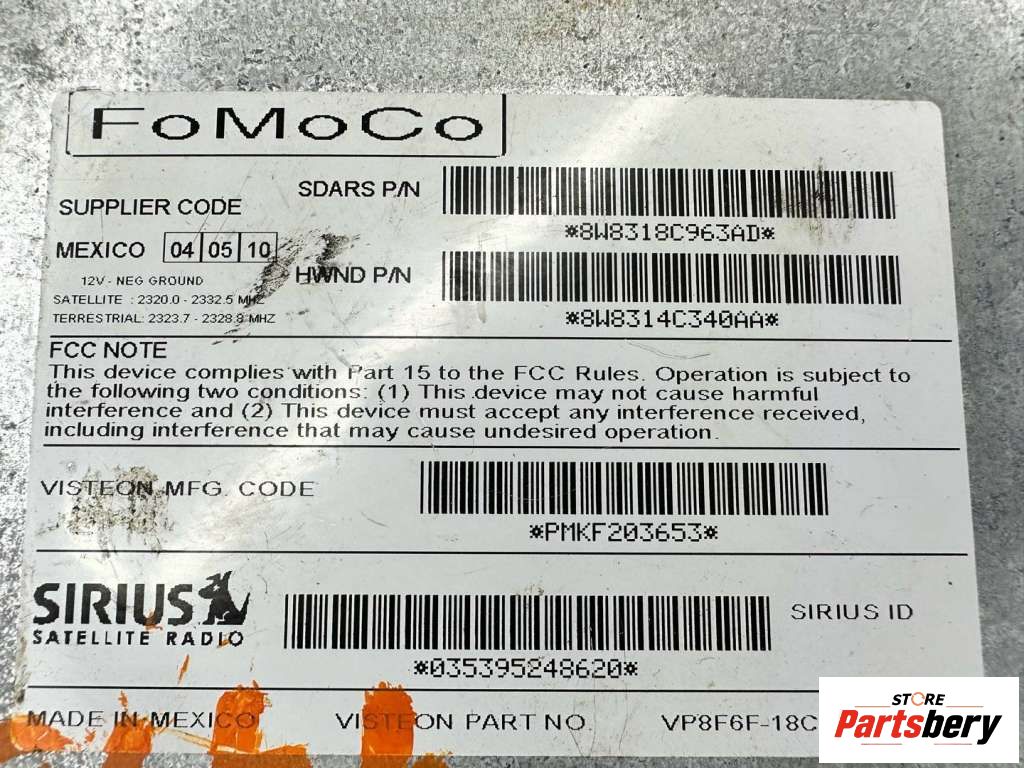 FoMoCo
SDARS P/N
*8W8318C963AD*
SUPPLIER CODE
MEXICO 04 05 10
HWND P/N
*8W8314C340AA*
12V - NEG GROUND
SATELLITE : 2320.0 - 2332.5 MHZ
TERRESTRIAL: 2323.7 - 2328.8 MHZ
FCC NOTE
This device complies with Part 15 to the FCC Rules. Operation is subject to
the following two conditions: (1) This device may not cause harmful
interference and (2) This device must accept any interference received,
including interference that may cause undesired operation.
VISTEON MFG. CODE
*PMKF203653*
SIRIUS
SATELLITE RADIO
SIRIUS ID
*035395248620*
MADE IN MEXICO VISTEON PART NO. VP8F6F-18C
STORE
Partsbery